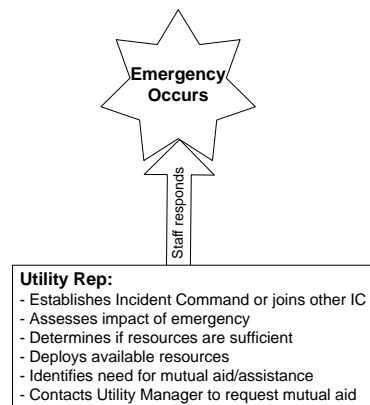 Emergency
Occurs
Staff responds
Utility Rep:
- Establishes Incident Command or joins other IC
- Assesses impact of emergency
- Determines if resources are sufficient
- Deploys available resources
- Identifies need for mutual aid/assistance
- Contacts Utility Manager to request mutual aid